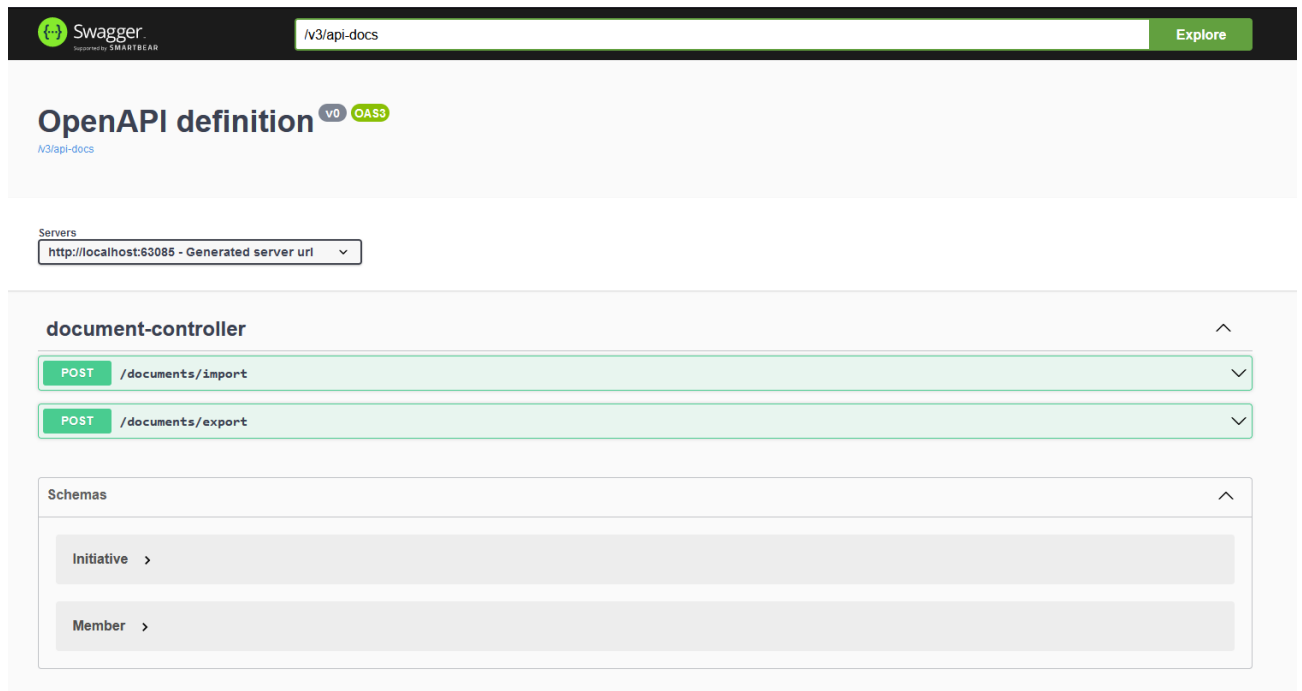 Swagger.
Supported by SMARTBEAR
/v3/api-docs
Explore
OpenAPI definition v0 OAS3
/v3/api-docs
Servers
http://localhost:63085 - Generated server url
document-controller
POST /documents/import
POST /documents/export
Schemas
Initiative
Member